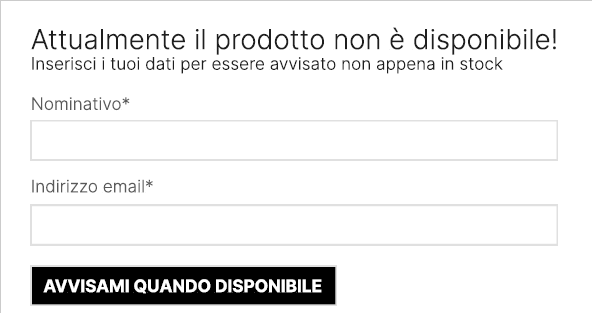 Attualmente il prodotto non è disponibile!
Inserisci i tuoi dati per essere avvisato non appena in stock
Nominativo*
Indirizzo email*
AVVISAMI QUANDO DISPONIBILE